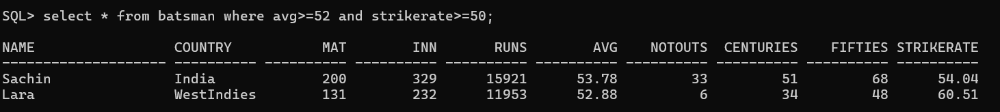 SQL> select * from batsman where avg>=52 and strikerate>=50;
NAME                 COUNTRY           MAT        INN       RUNS        AVG    NOTOUTS  CENTURIES    FIFTIES STRIKERATE
-------------------- ---------- ---------- ---------- ---------- ---------- ---------- ---------- ---------- ----------
Sachin               India             200        329      15921      53.78         33         51         68      54.04
Lara                 WestIndies        131        232      11953      52.88          6         34         48      60.51